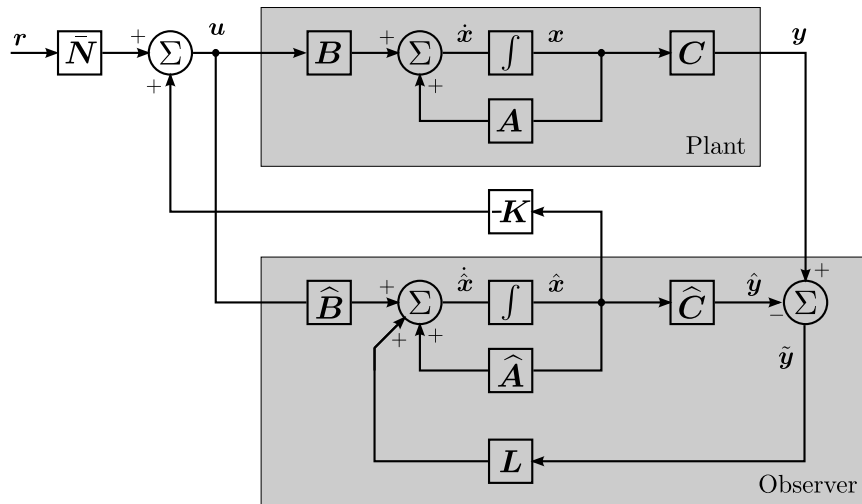 r
N̄
+
Σ
+
u
B
+
Σ
+
ẋ
∫
x
A
C
y
Plant
-K
B̂
+
Σ
+
+
ẋ̂
∫
x̂
Â
Ĉ
ŷ
+
Σ
−
ỹ
L
Observer